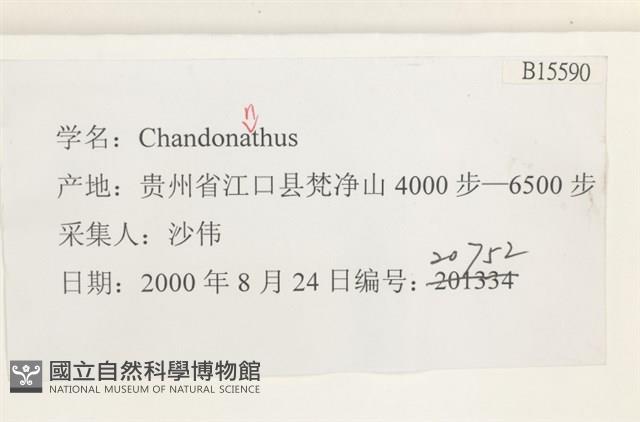 B15590
n
学名：Chandonathus
产地：贵州省江口县梵净山 4000 步—6500 步
采集人：沙伟
20752
日期：2000 年 8 月 24 日编号：201334
國立自然科學博物館
NATIONAL MUSEUM OF NATURAL SCIENCE